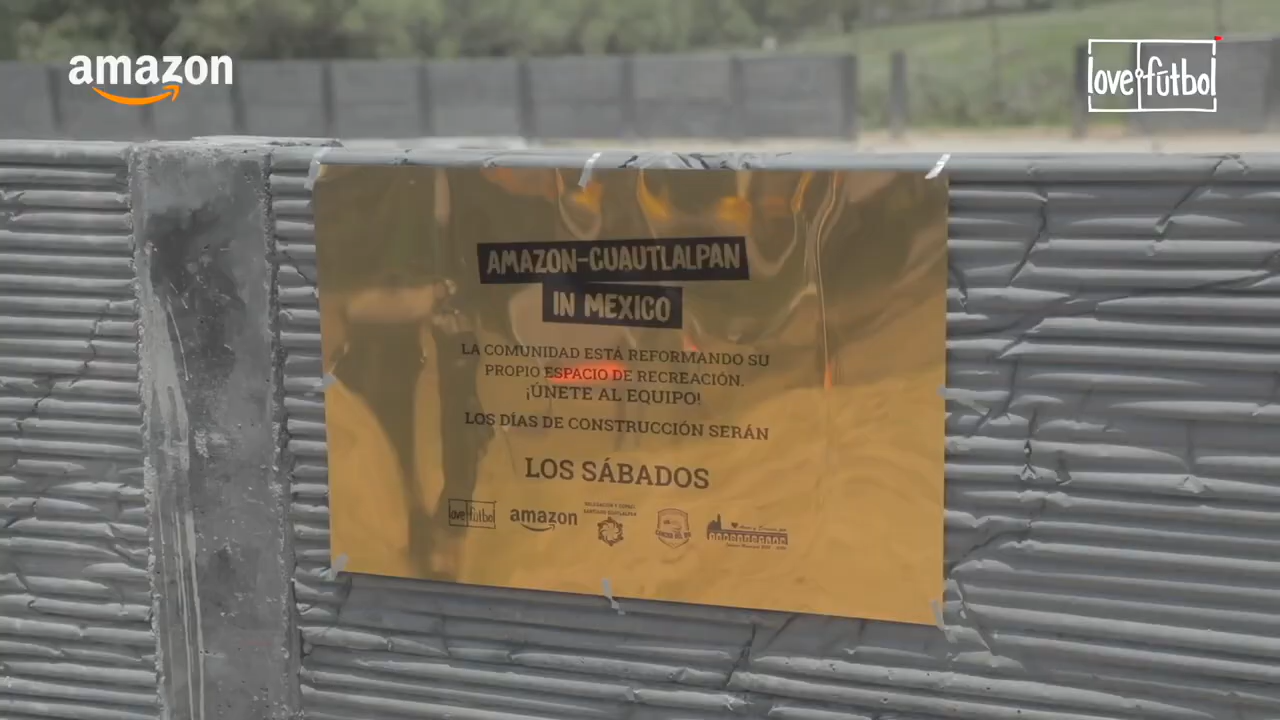 amazon
love fútbol
AMAZON-CUAUTLALPAN
IN MEXICO
LA COMUNIDAD ESTÁ REFORMANDO SU
PROPIO ESPACIO DE RECREACIÓN.
¡ÚNETE AL EQUIPO!
LOS DÍAS DE CONSTRUCCIÓN SERÁN
LOS SÁBADOS
love fútbol
amazon